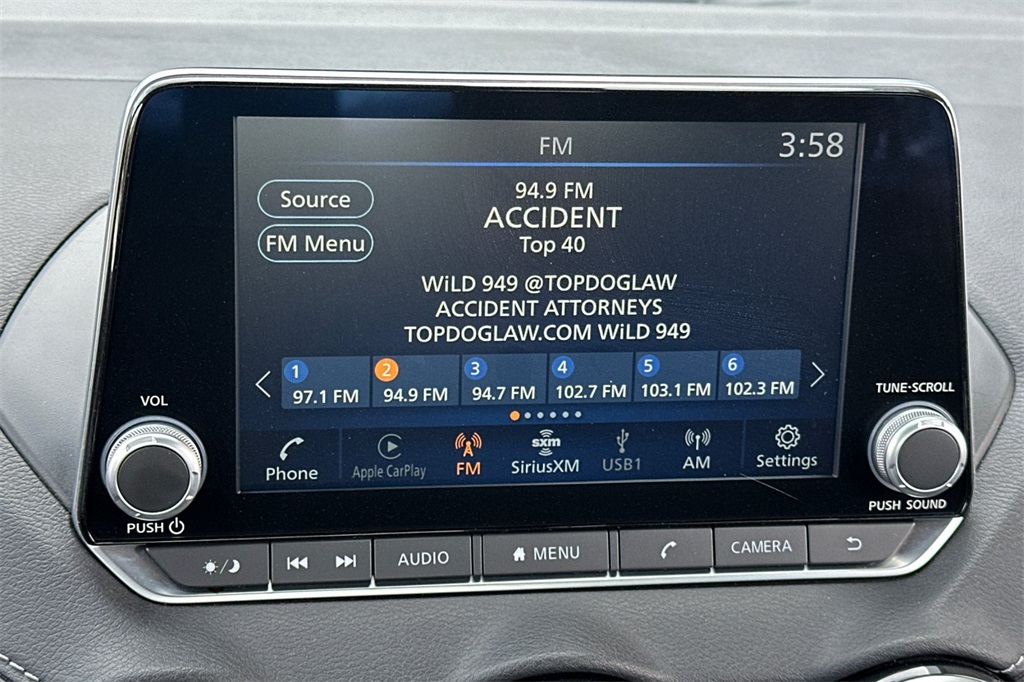 FM
3:58
Source
FM Menu
94.9 FM
ACCIDENT
Top 40
WiLD 949 @TOPDOGLAW
ACCIDENT ATTORNEYS
TOPDOGLAW.COM WiLD 949
1 2 3 4 5 6
97.1 FM 94.9 FM 94.7 FM 102.7 FM 103.1 FM 102.3 FM
VOL
PUSH
TUNE·SCROLL
PUSH SOUND
sxm
Phone Apple CarPlay FM SiriusXM USB1 AM Settings
AUDIO MENU CAMERA